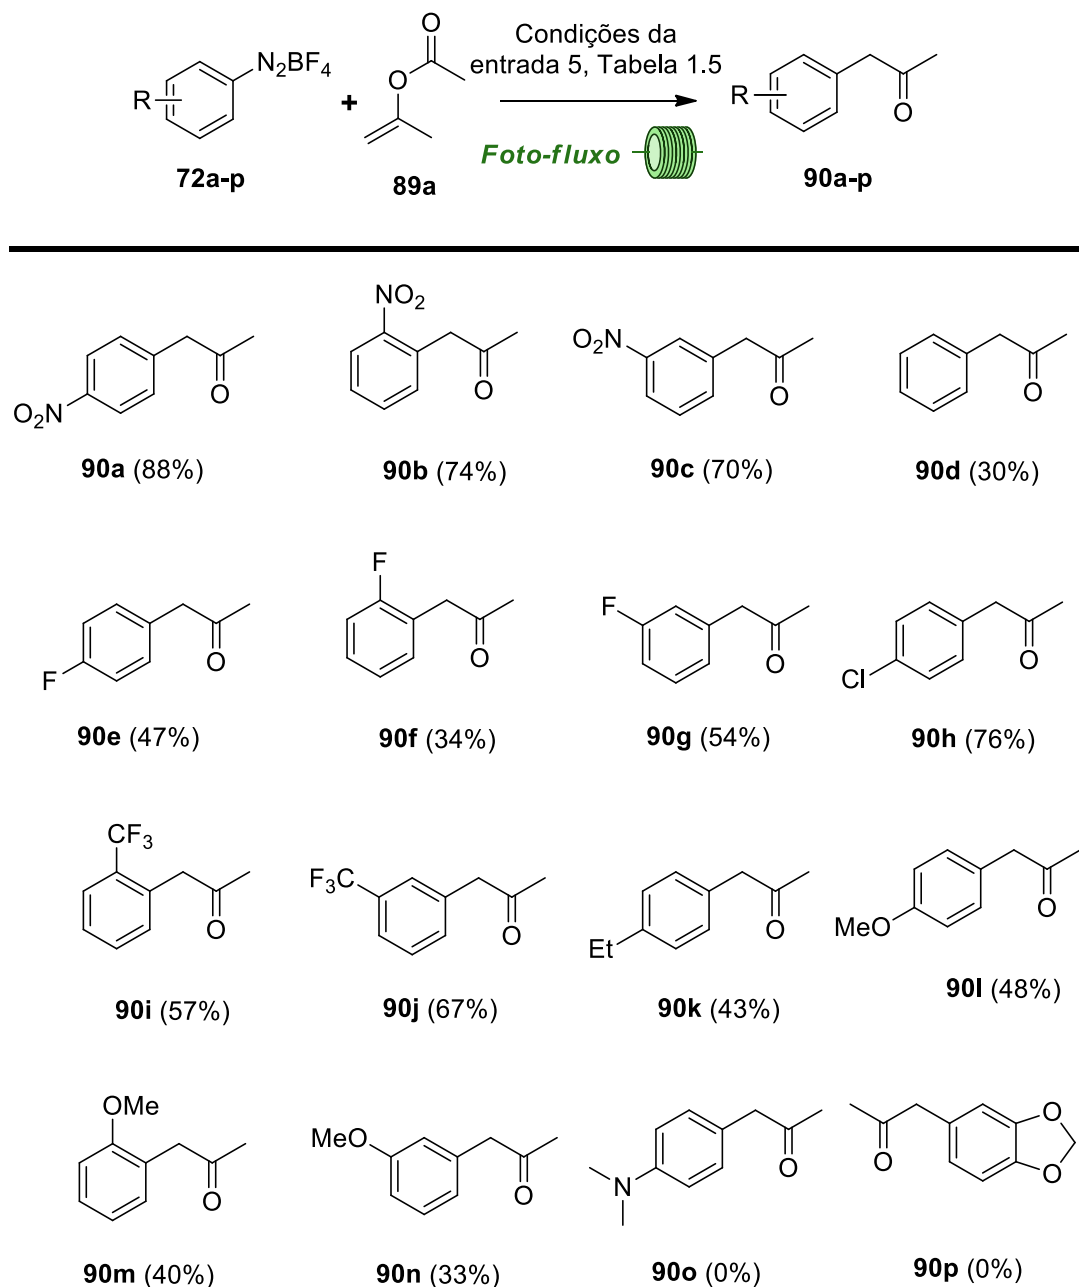 N₂BF₄
R
72a-p
+
O
O
89a
Condições da
entrada 5, Tabela 1.5
Foto-fluxo
R
O
90a-p
O₂N
O
90a (88%)
NO₂
O
90b (74%)
O₂N
O
90c (70%)
O
90d (30%)
F
O
90e (47%)
F
O
90f (34%)
F
O
90g (54%)
Cl
O
90h (76%)
CF₃
O
90i (57%)
F₃C
O
90j (67%)
Et
O
90k (43%)
MeO
O
90l (48%)
OMe
O
90m (40%)
MeO
O
90n (33%)
N
O
90o (0%)
O
O
O
90p (0%)